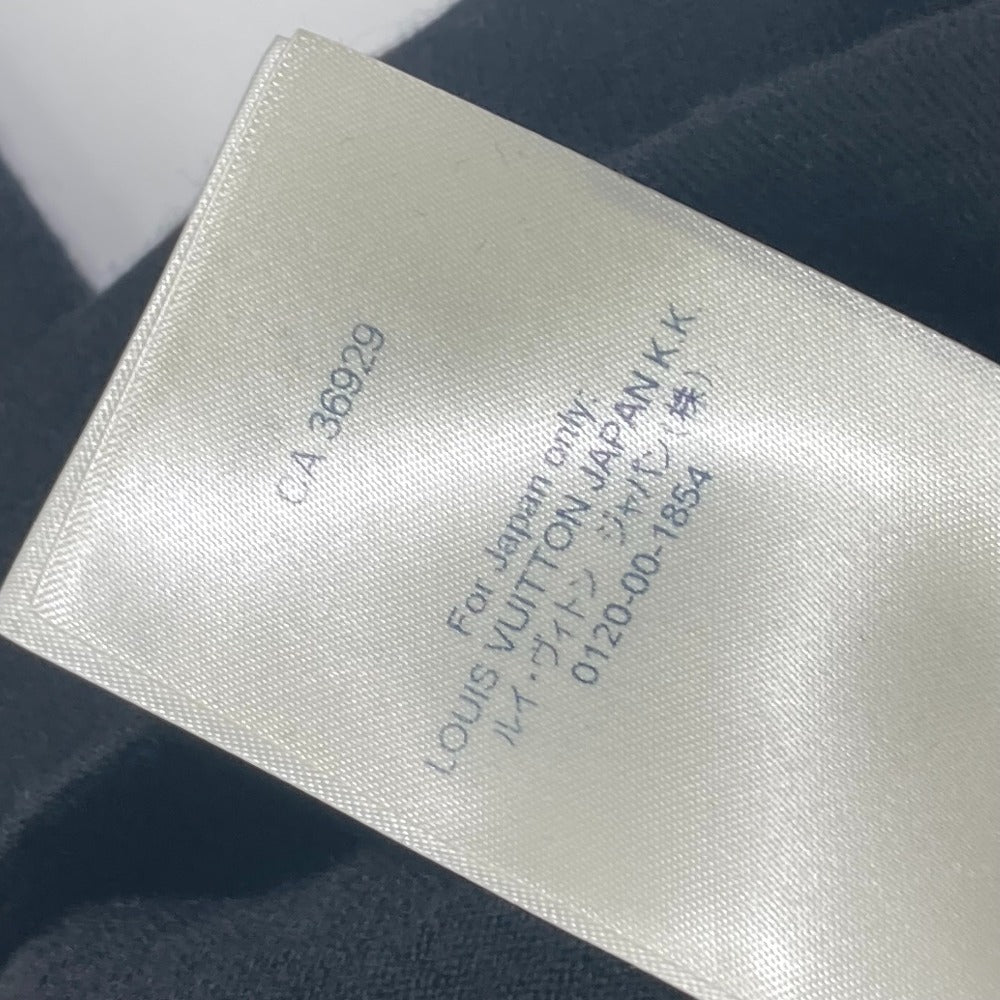 CA 36929
For Japan only:
LOUIS VUITTON JAPAN K.K
ルイ・ヴィトン ジャパン(株)
0120-00-1854